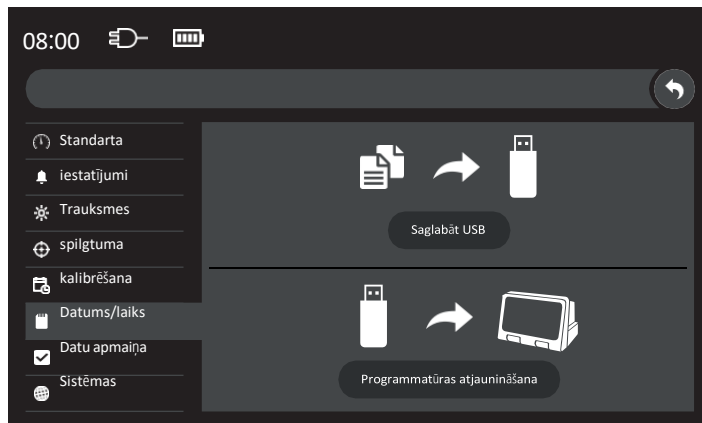 08:00
Standarta
iestatījumi
Trauksmes
spilgtuma
kalibrēšana
Datums/laiks
Datu apmaiņa
Sistēmas
Saglabāt USB
Programmatūras atjaunināšana